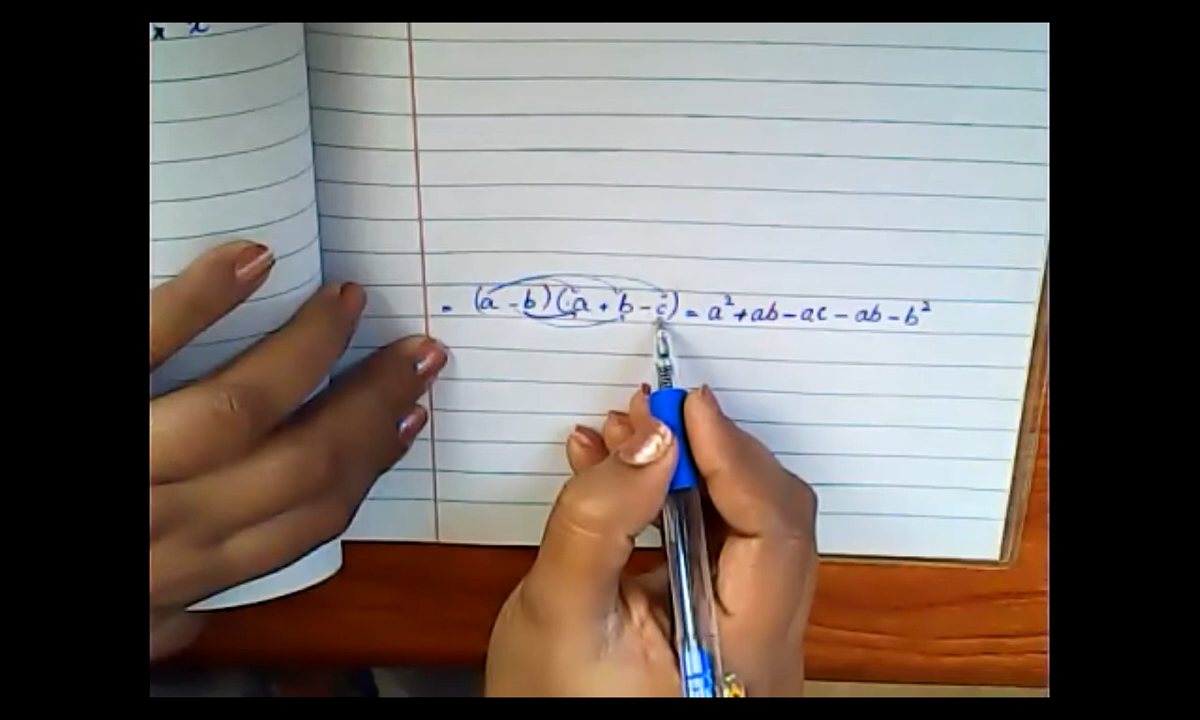 = (a - b) (a + b - c) = a² + ab - ac - ab - b²